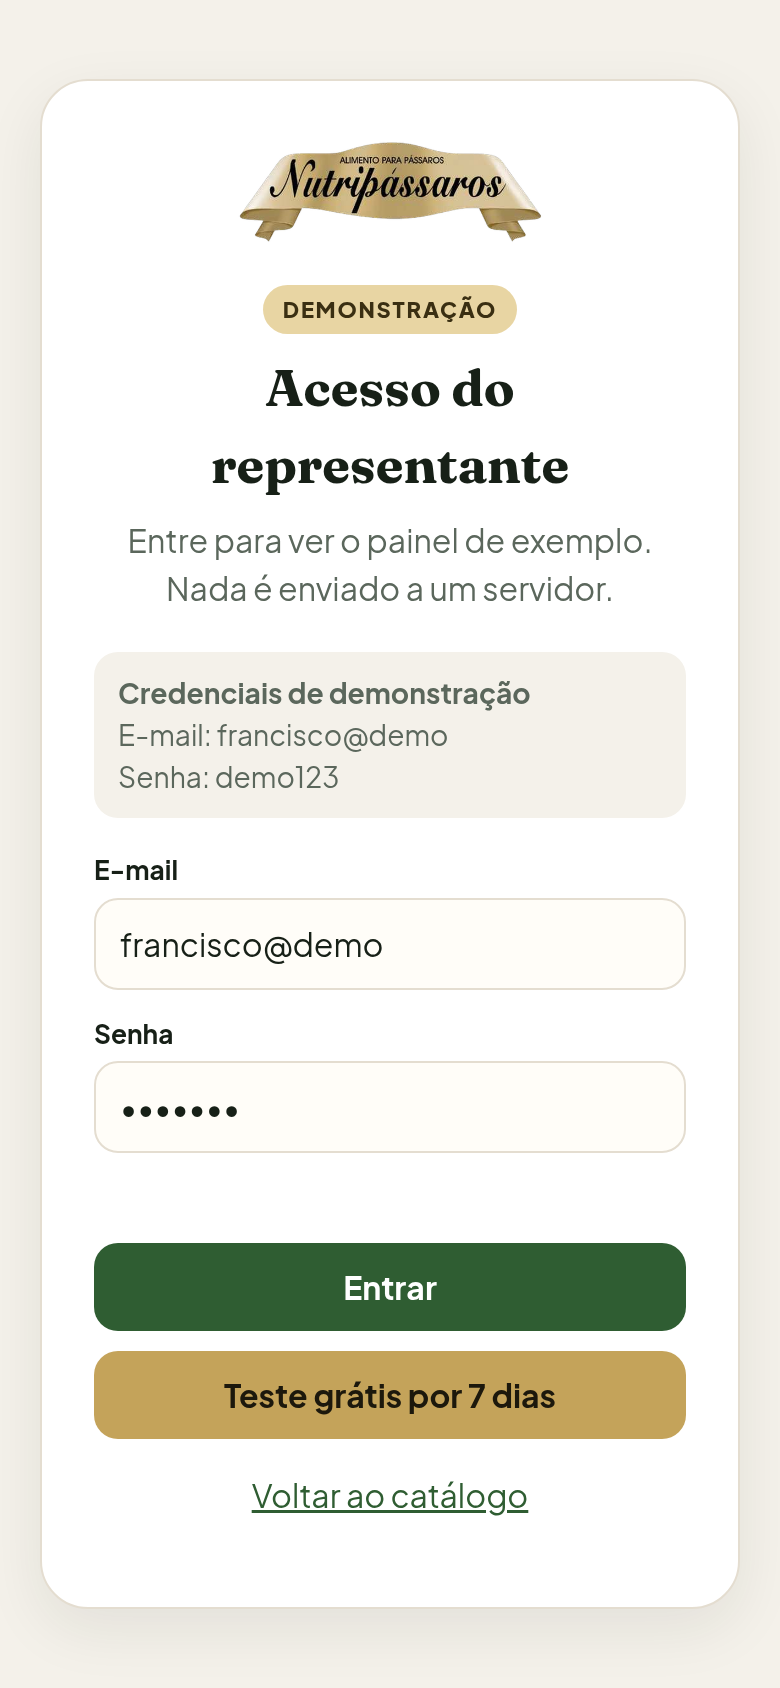 ALIMENTO PARA PÁSSAROS
Nutripássaros
DEMONSTRAÇÃO
Acesso do
representante
Entre para ver o painel de exemplo.
Nada é enviado a um servidor.
Credenciais de demonstração
E-mail: francisco@demo
Senha: demo123
E-mail
francisco@demo
Senha
•••••••
Entrar
Teste grátis por 7 dias
Voltar ao catálogo